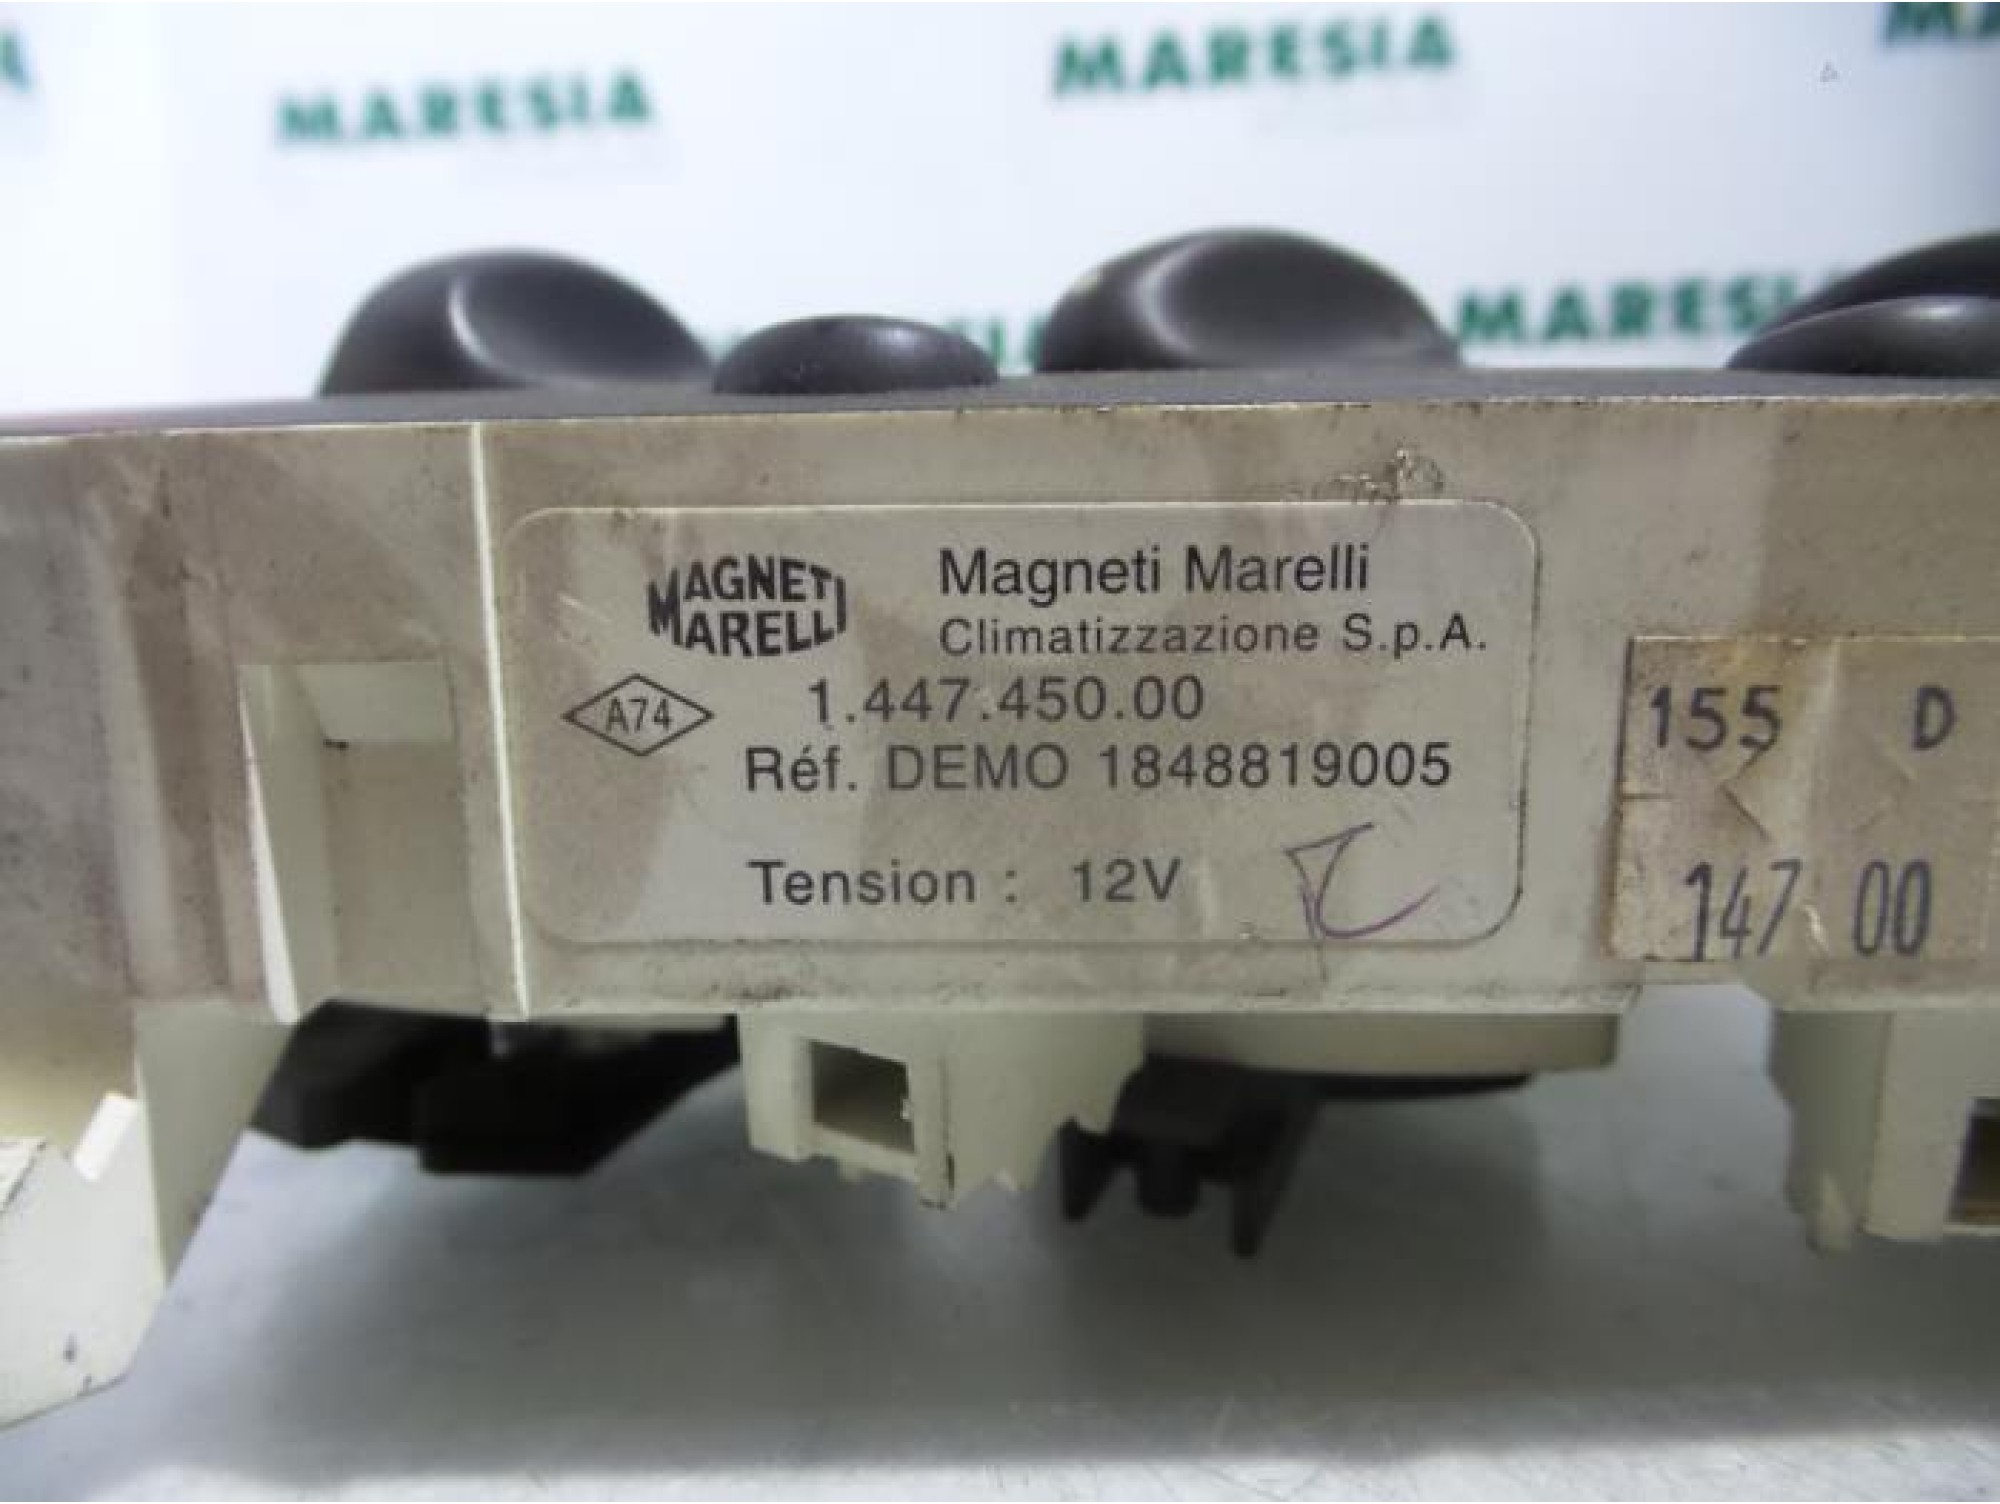 MARESIA
MARESIA
MARESIA
MAGNETI
MARELLI
Magneti Marelli
Climatizzazione S.p.A.
A74
1.447.450.00
Réf. DEMO 1848819005
Tension : 12V
155 D
147 00